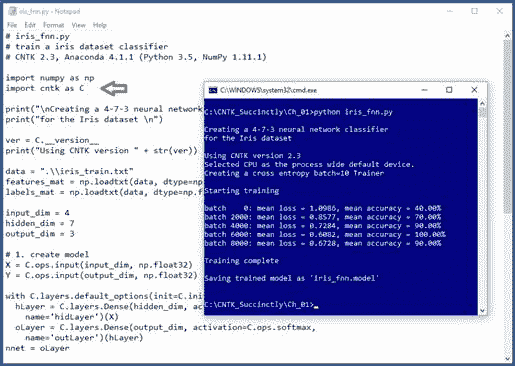 iris_fnn.py - Notepad
File Edit Format View Help
# iris_fnn.py
# train a iris dataset classifier
# CNTK 2.3, Anaconda 4.1.1 (Python 3.5, NumPy 1.11.1)
import numpy as np
import cntk as C
print("\nCreating a 4-7-3 neural network
print("for the Iris dataset \n")
ver = C.__version__
print("Using CNTK version " + str(ver))
data = ".\\iris_train.txt"
features_mat = np.loadtxt(data, dtype=np
labels_mat = np.loadtxt(data, dtype=np.f
input_dim = 4
hidden_dim = 7
output_dim = 3
# 1. create model
X = C.ops.input(input_dim, np.float32)
Y = C.ops.input(output_dim, np.float32)
with C.layers.default_options(init=C.ini
hLayer = C.layers.Dense(hidden_dim, ac
name='hidLayer')(X)
oLayer = C.layers.Dense(output_dim, activation=C.ops.softmax,
name='outLayer')(hLayer)
nnet = oLayer
C:\WINDOWS\system32\cmd.exe
C:\CNTK_Succinctly\Ch_01>python iris_fnn.py
Creating a 4-7-3 neural network classifier
for the Iris dataset
Using CNTK version 2.3
Selected CPU as the process wide default device.
Creating a cross entropy batch=10 Trainer
Starting training
batch 0: mean loss = 1.0986, mean accuracy = 40.00%
batch 2000: mean loss = 0.8577, mean accuracy = 70.00%
batch 4000: mean loss = 0.7284, mean accuracy = 90.00%
batch 6000: mean loss = 0.6082, mean accuracy = 100.00%
batch 8000: mean loss = 0.6728, mean accuracy = 90.00%
Training complete
Saving trained model as 'iris_fnn.model'
C:\CNTK_Succinctly\Ch_01>_